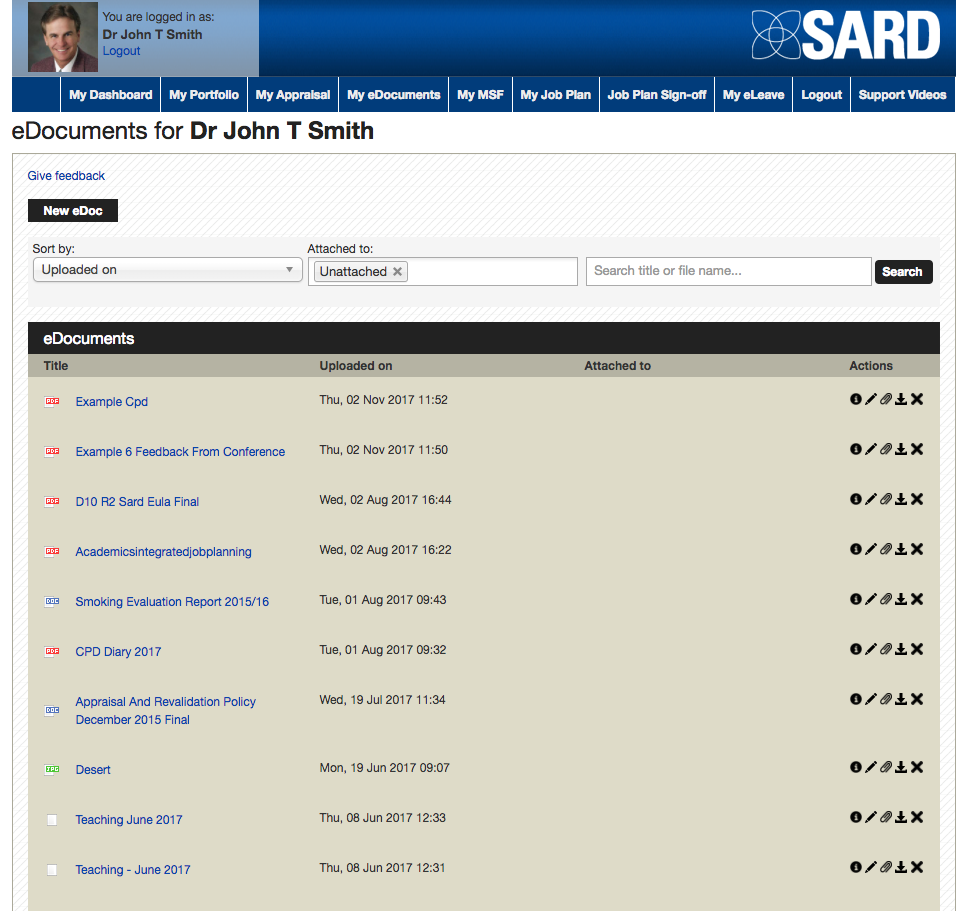 You are logged in as:
Dr John T Smith
Logout
SARD
My Dashboard My Portfolio My Appraisal My eDocuments My MSF My Job Plan Job Plan Sign-off My eLeave Logout Support Videos
eDocuments for Dr John T Smith
Give feedback
New eDoc
Sort by: Attached to:
Uploaded on Unattached Search title or file name... Search
eDocuments
Title Uploaded on Attached to Actions
PDF Example Cpd Thu, 02 Nov 2017 11:52
PDF Example 6 Feedback From Conference Thu, 02 Nov 2017 11:50
PDF D10 R2 Sard Eula Final Wed, 02 Aug 2017 16:44
PDF Academicsintegratedjobplanning Wed, 02 Aug 2017 16:22
DOC Smoking Evaluation Report 2015/16 Tue, 01 Aug 2017 09:43
PDF CPD Diary 2017 Tue, 01 Aug 2017 09:32
Appraisal And Revalidation Policy Wed, 19 Jul 2017 11:34
DOC December 2015 Final
JPG Desert Mon, 19 Jun 2017 09:07
Teaching June 2017 Thu, 08 Jun 2017 12:33
Teaching - June 2017 Thu, 08 Jun 2017 12:31